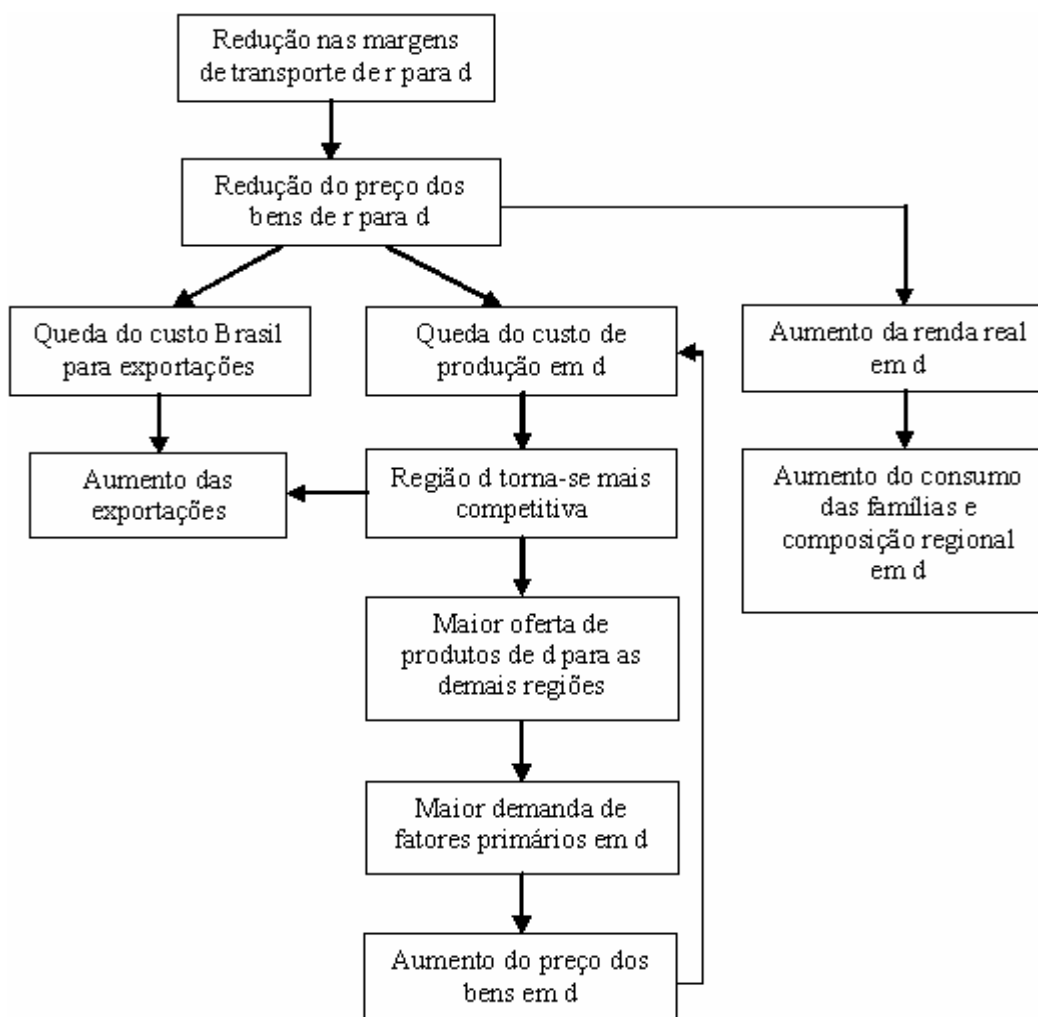 Redução nas margens
de transporte de r para d
Redução do preço dos
bens de r para d
Queda do custo Brasil
para exportações
Queda do custo de
produção em d
Aumento da renda real
em d
Aumento das
exportações
Região d torna-se mais
competitiva
Aumento do consumo
das famílias e
composição regional
em d
Maior oferta de
produtos de d para as
demais regiões
Maior demanda de
fatores primários em d
Aumento do preço dos
bens em d